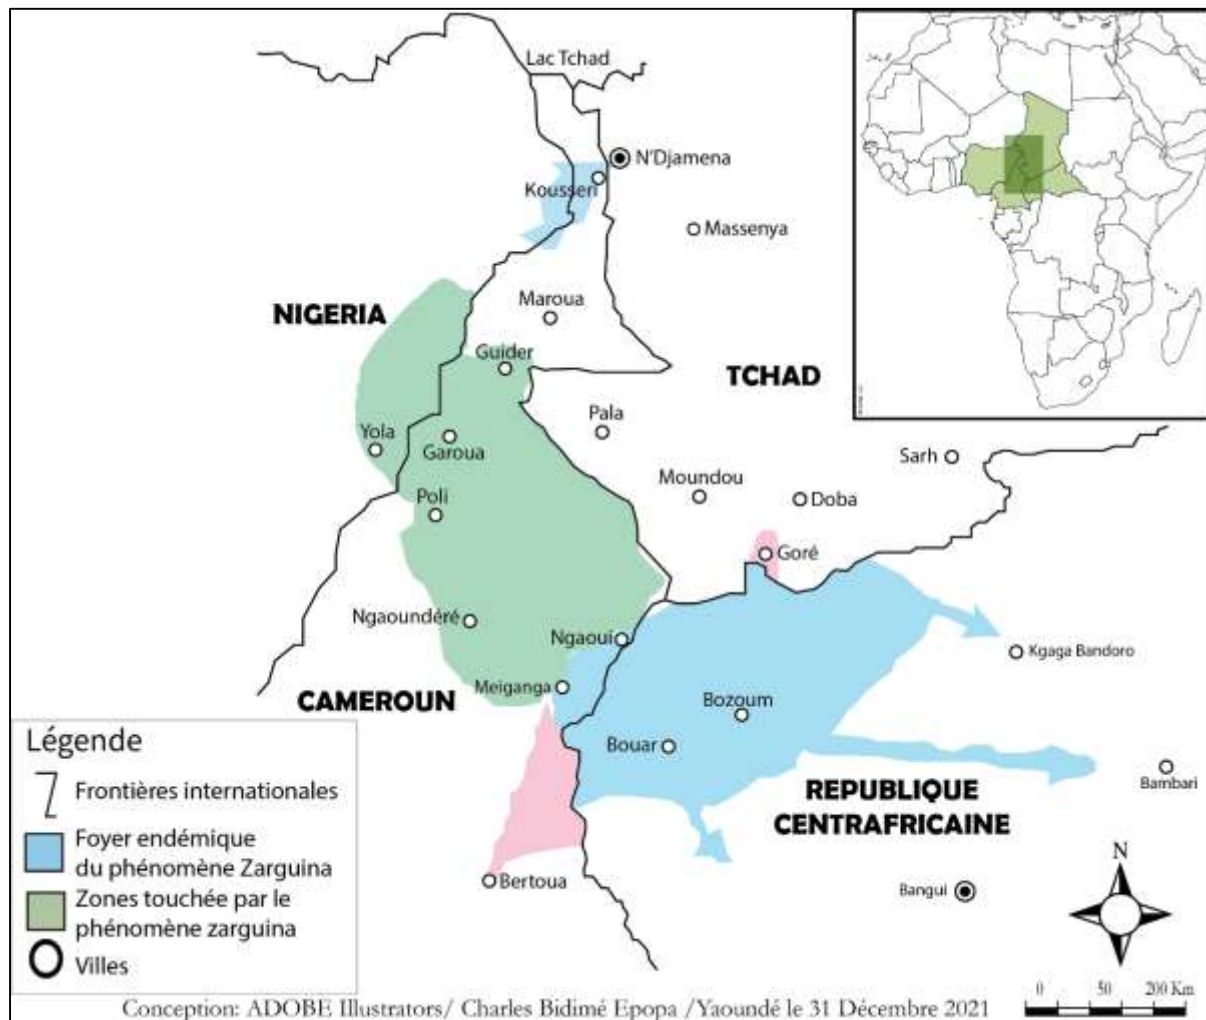 Lac Tchad
N'Djamena
Kousseri
Massenya
NIGERIA
Maroua
Guider
TCHAD
Pala
Yola
Garoua
Sarh
Moundou
Doba
Poli
Goré
Ngaoundéré
Ngaoui
Kgaga Bandoro
Meiganga
CAMEROUN
Bozoum
Bouar
REPUBLIQUE
CENTRAFRICAINE
Bambari
Bertoua
Bangui
N
Légende
Frontières internationales
Foyer endémique
du phénomène Zarguina
Zones touchée par le
phénomène zarguina
Villes
0 50 200 Km
Conception: ADOBE Illustrators/ Charles Bidimé Epopa /Yaoundé le 31 Décembre 2021